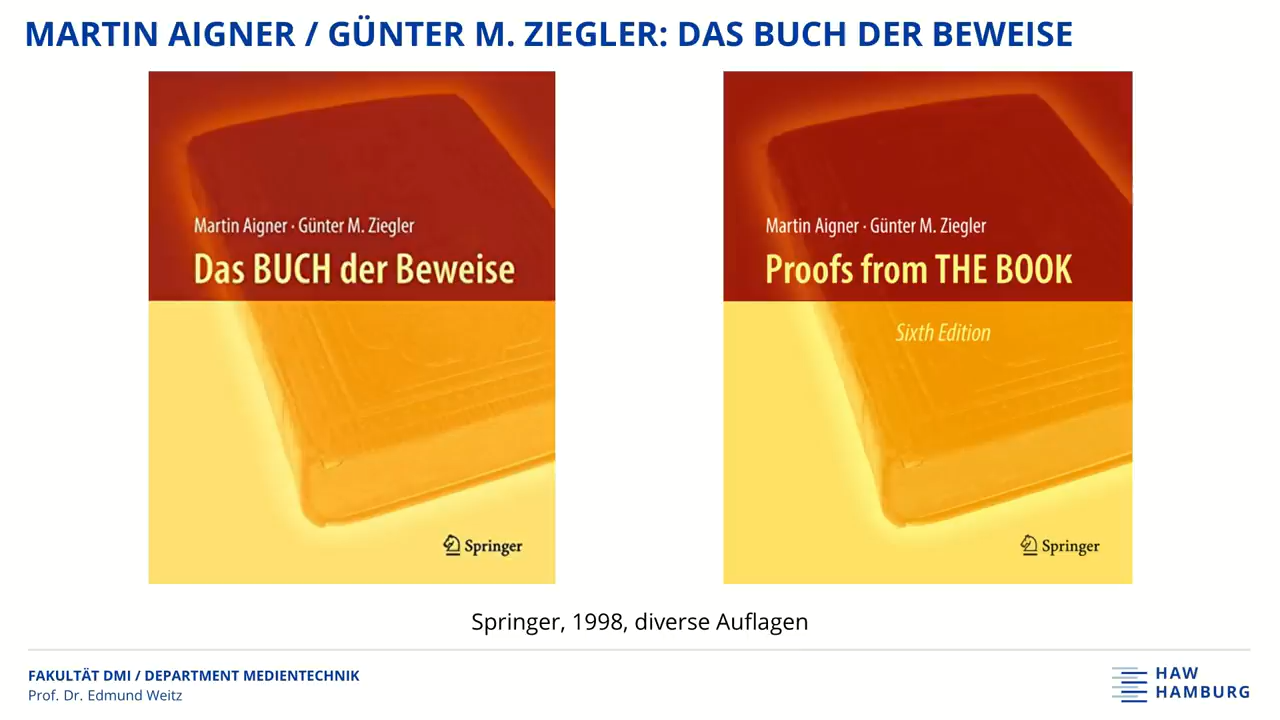 MARTIN AIGNER / GÜNTER M. ZIEGLER: DAS BUCH DER BEWEISE
Martin Aigner · Günter M. Ziegler
Das BUCH der Beweise
Springer
Martin Aigner · Günter M. Ziegler
Proofs from THE BOOK
Sixth Edition
Springer
Springer, 1998, diverse Auflagen
FAKULTÄT DMI / DEPARTMENT MEDIENTECHNIK
Prof. Dr. Edmund Weitz
HAW
HAMBURG